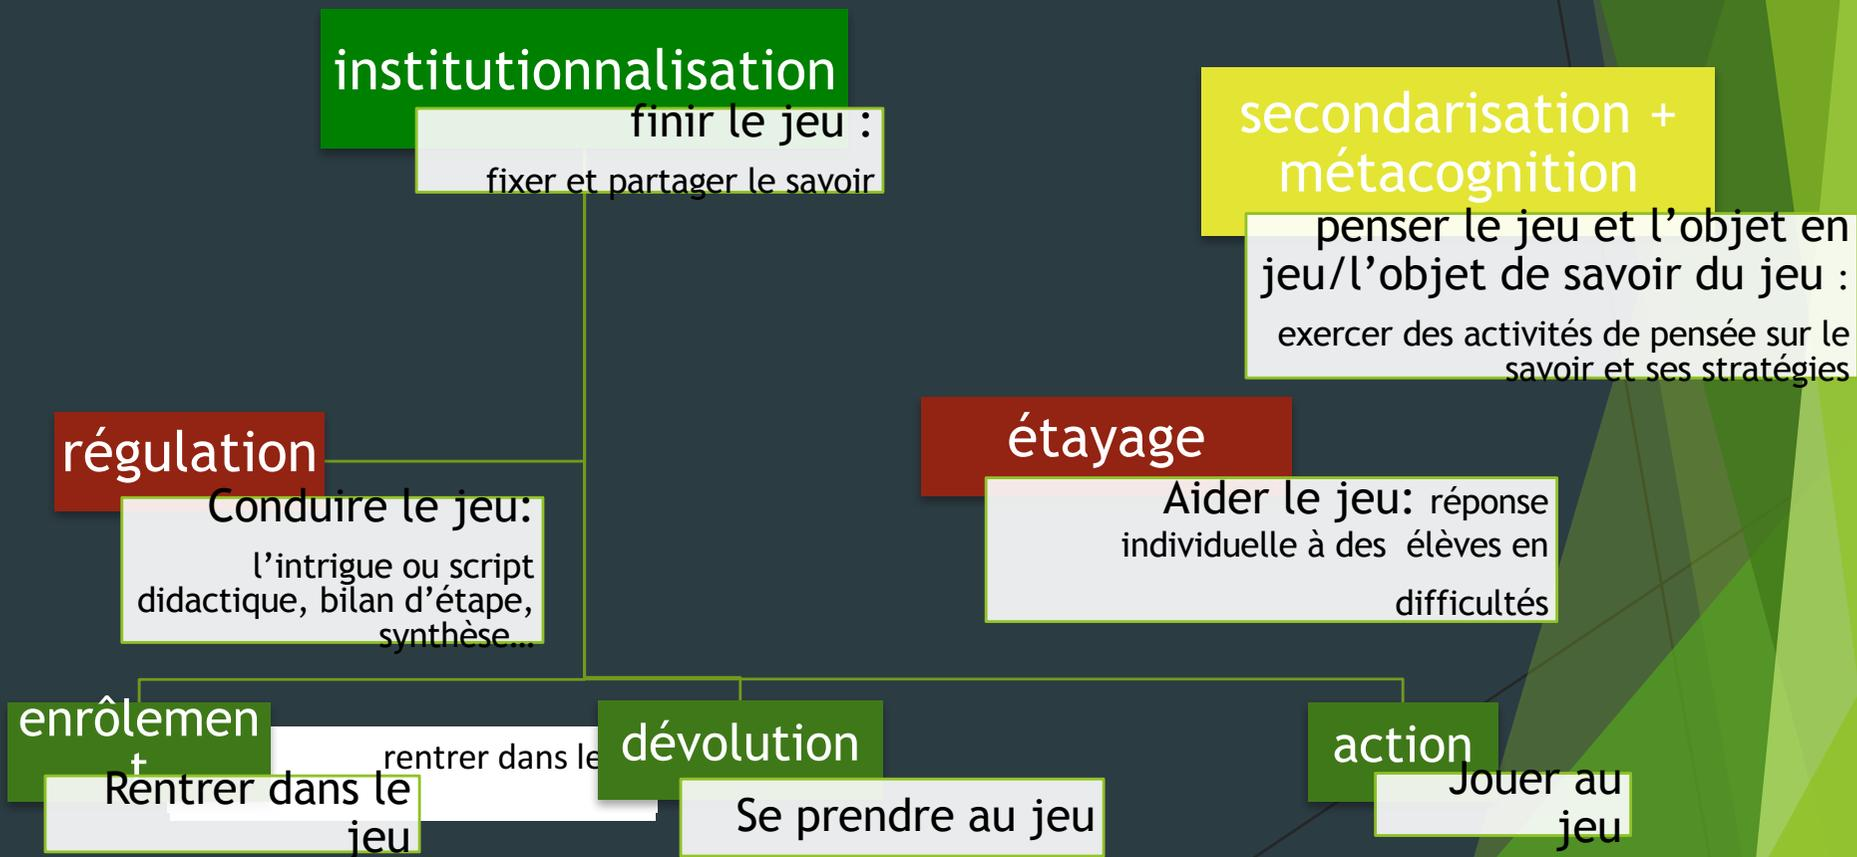 institutionnalisation
finir le jeu :
fixer et partager le savoir
secondarisation +
métacognition
penser le jeu et l’objet en
jeu/l’objet de savoir du jeu :
exercer des activités de pensée sur le
savoir et ses stratégies
régulation
Conduire le jeu:
l’intrigue ou script
didactique, bilan d’étape,
synthèse…
étayage
Aider le jeu: réponse
individuelle à des  élèves en
difficultés
enrôlemen
t
Rentrer dans le
jeu
rentrer dans le
dévolution
Se prendre au jeu
action
Jouer au
jeu